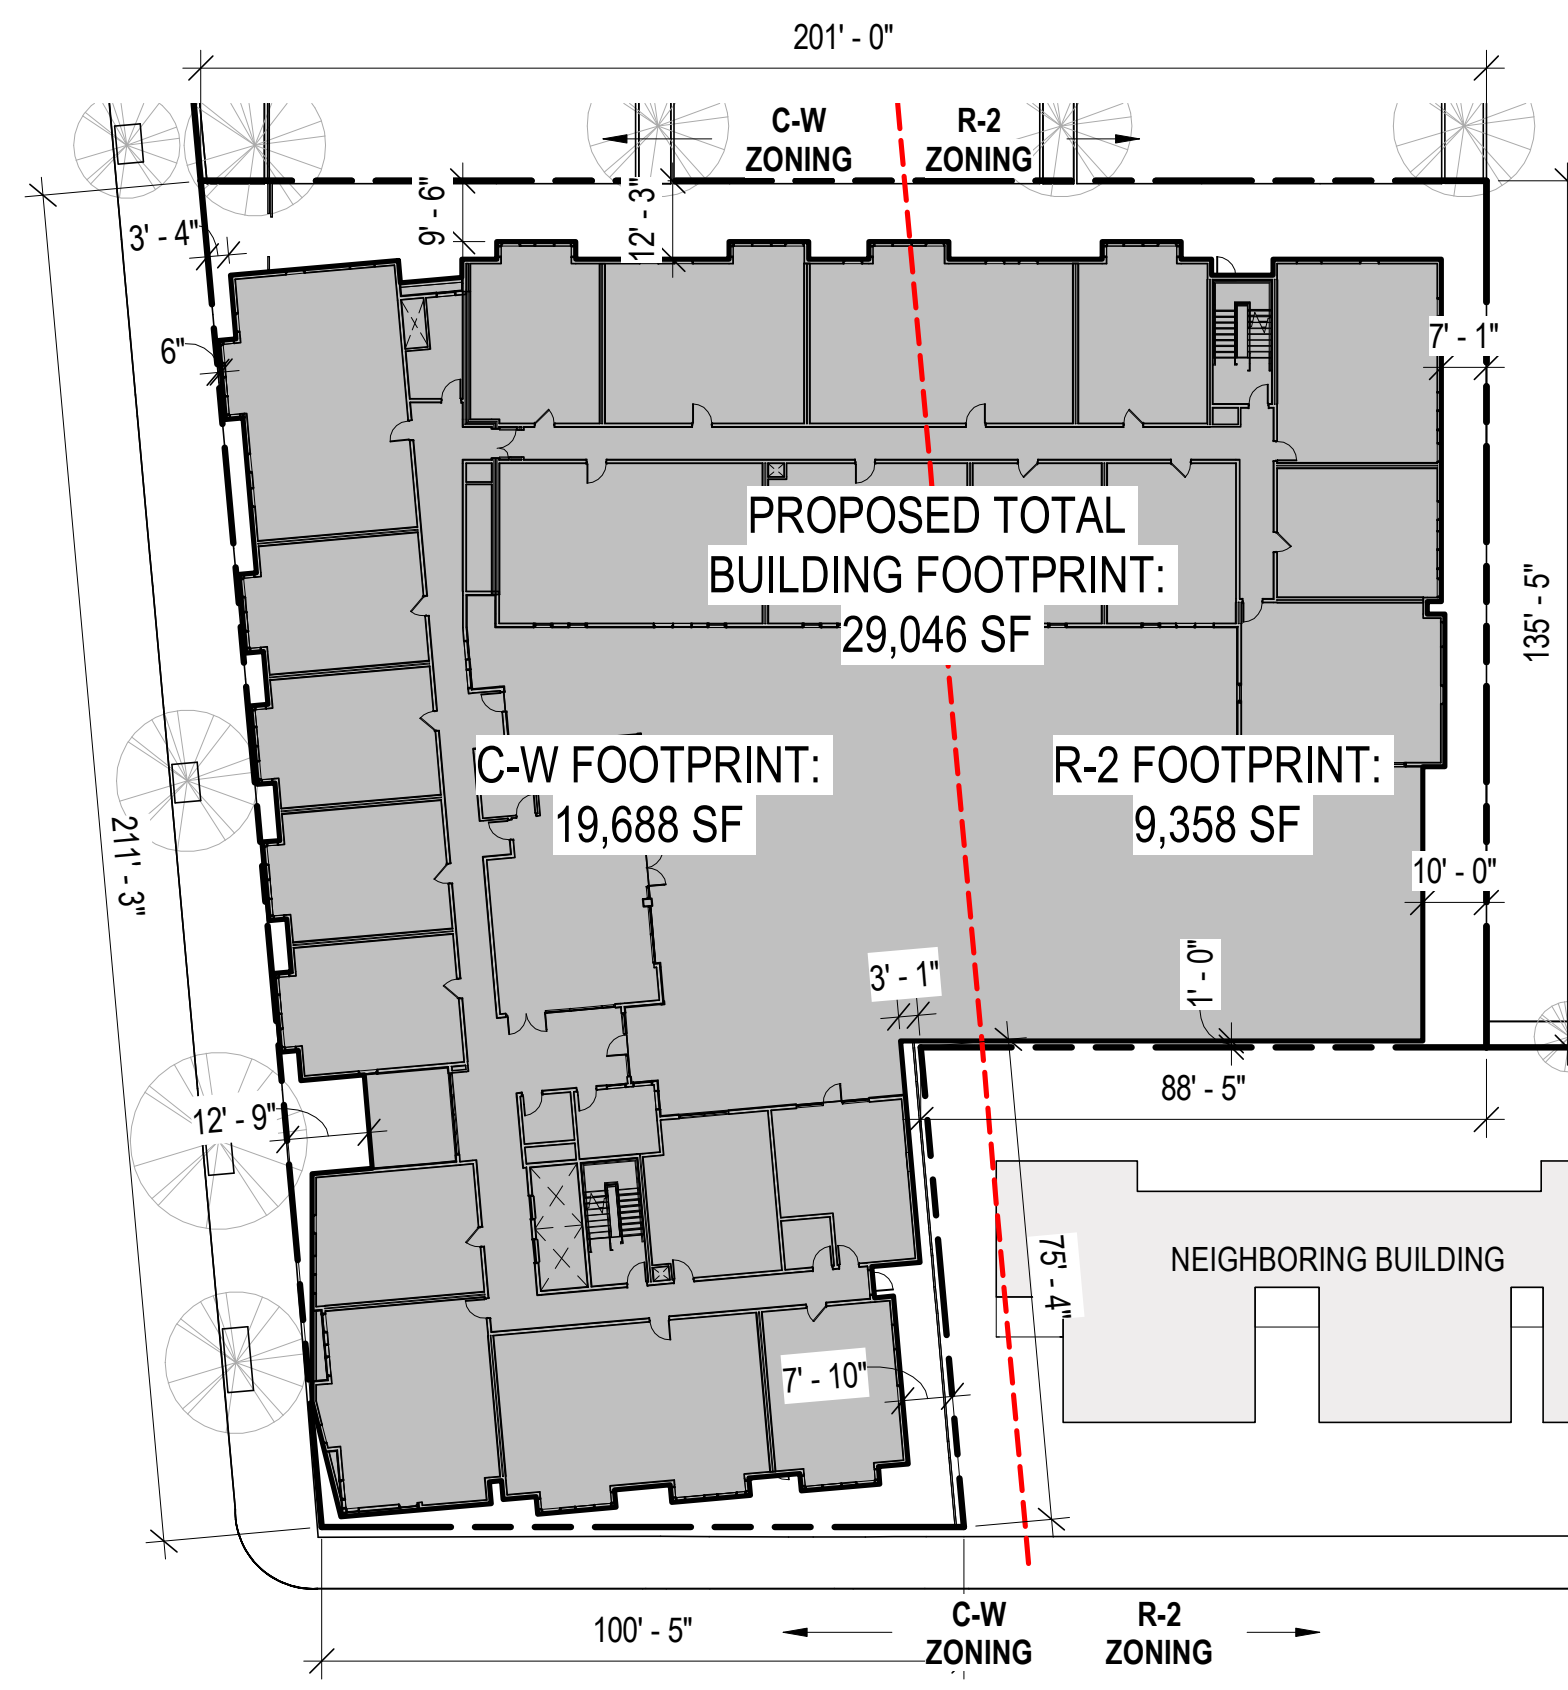 201' - 0"
C-W
ZONING
R-2
ZONING
9' - 6"
12' - 3"
3' - 4"
6"
7' - 1"
PROPOSED TOTAL
BUILDING FOOTPRINT:
29,046 SF
135' - 5"
C-W FOOTPRINT:
19,688 SF
R-2 FOOTPRINT:
9,358 SF
211' - 3"
10' - 0"
3' - 1"
1' - 0"
88' - 5"
12' - 9"
75' - 4"
NEIGHBORING BUILDING
7' - 10"
100' - 5"
C-W
ZONING
R-2
ZONING